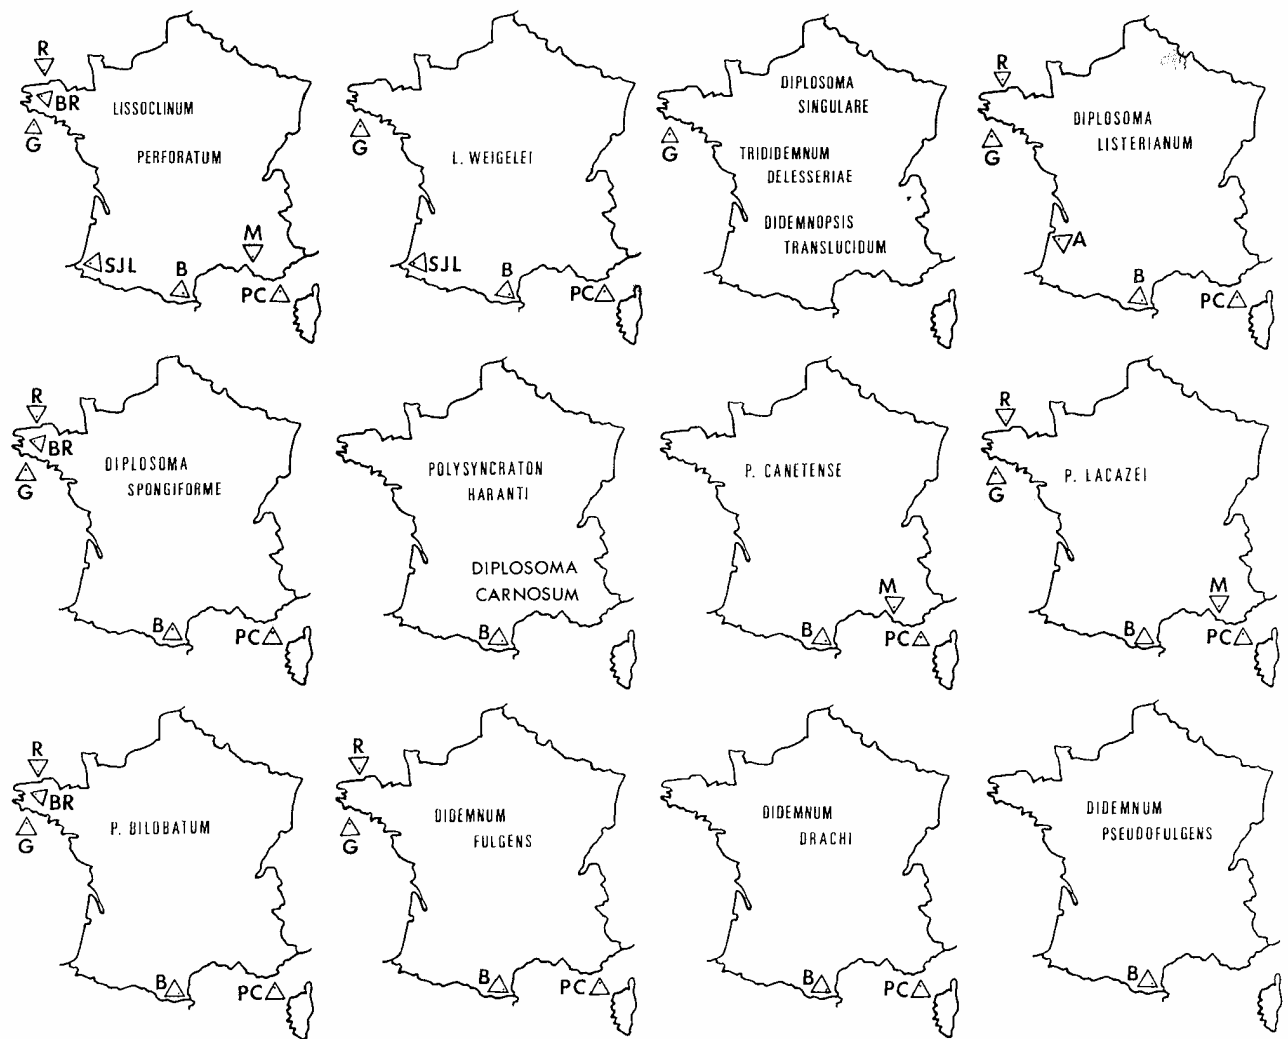 R
BR
G
LISSOCLINUM
PERFORATUM
M
SJL
B
PC
G
L. WEIGELEI
SJL
B
PC
DIPLOSOMA
SINGULARE
G
TRIDIDEMNUM
DELESSERIAE
DIDEMNOPSIS
TRANSLUCIDUM
R
G
DIPLOSOMA
LISTERIANUM
A
B
PC
R
BR
G
DIPLOSOMA
SPONGIFORME
B
PC
POLYSYNCRATON
HARANTI
DIPLOSOMA
CARNOSUM
B
P. CANETENSE
M
B
PC
R
G
P. LACAZEI
M
B
PC
R
BR
G
P. BILOBATUM
B
PC
R
G
DIDEMNUM
FULGENS
B
PC
DIDEMNUM
DRACHI
B
PC
DIDEMNUM
PSEUDOFULGENS
B